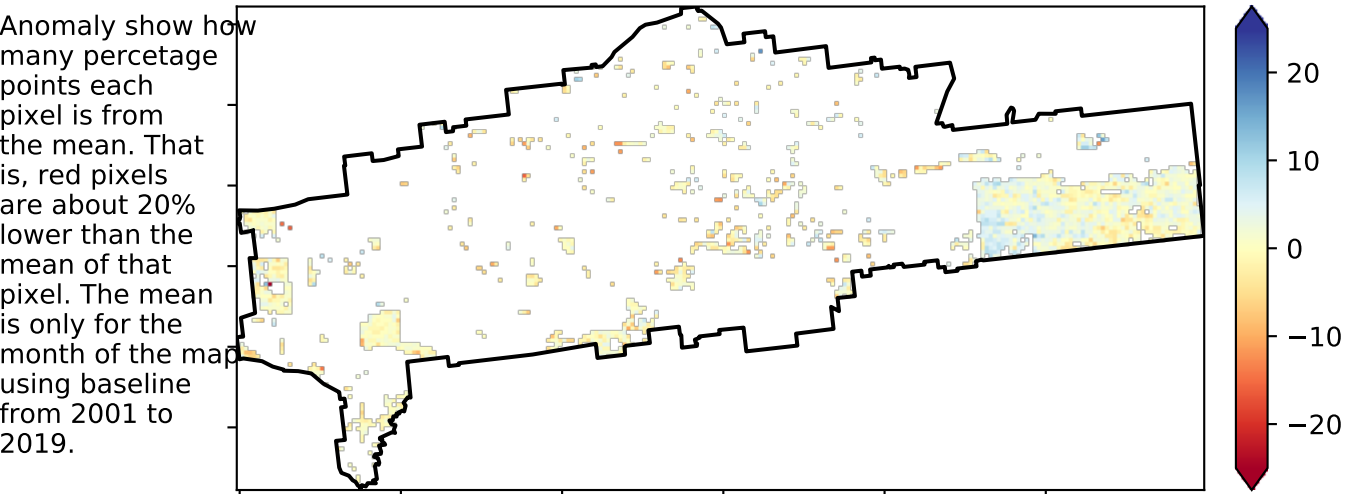 Anomaly show how
many percetage
points each
pixel is from
the mean. That
is, red pixels
are about 20%
lower than the
mean of that
pixel. The mean
is only for the
month of the map
using baseline
from 2001 to
2019.
20
10
0
−10
−20